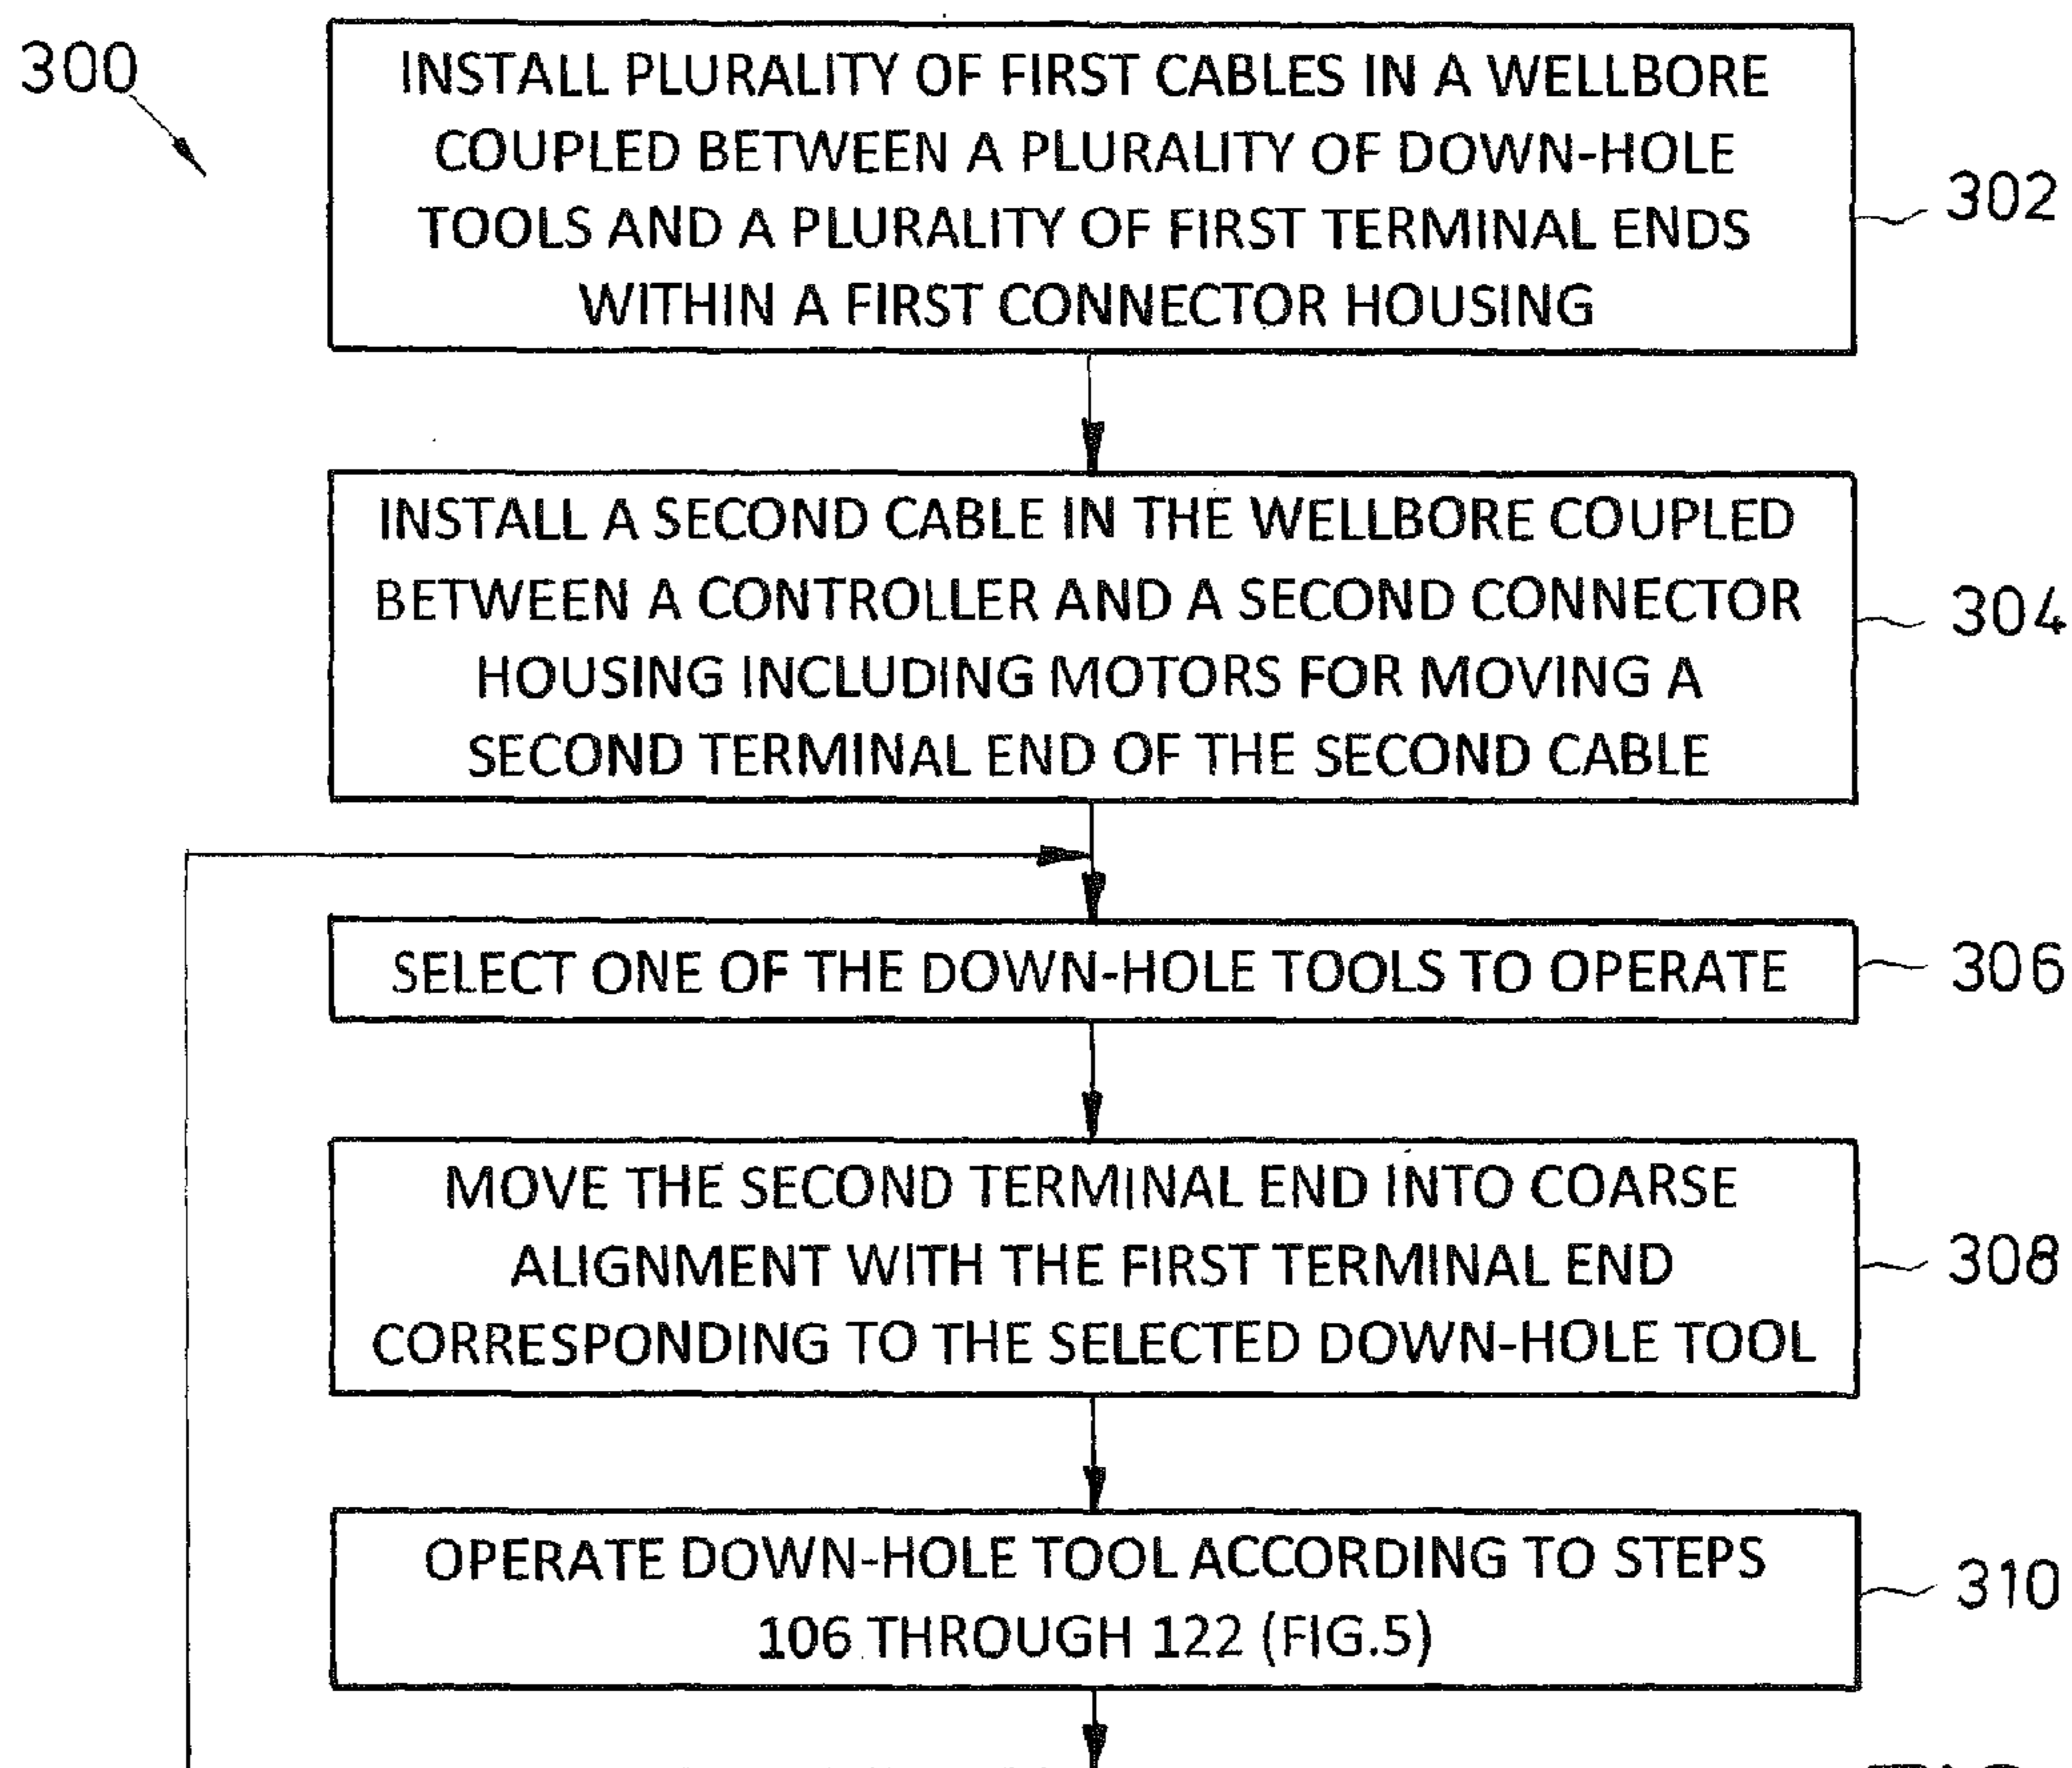 300
INSTALL PLURALITY OF FIRST CABLES IN A WELLBORE
COUPLED BETWEEN A PLURALITY OF DOWN-HOLE
TOOLS AND A PLURALITY OF FIRST TERMINAL ENDS
WITHIN A FIRST CONNECTOR HOUSING
302
INSTALL A SECOND CABLE IN THE WELLBORE COUPLED
BETWEEN A CONTROLLER AND A SECOND CONNECTOR
HOUSING INCLUDING MOTORS FOR MOVING A
SECOND TERMINAL END OF THE SECOND CABLE
304
SELECT ONE OF THE DOWN-HOLE TOOLS TO OPERATE
306
MOVE THE SECOND TERMINAL END INTO COARSE
ALIGNMENT WITH THE FIRST TERMINAL END
CORRESPONDING TO THE SELECTED DOWN-HOLE TOOL
308
OPERATE DOWN-HOLE TOOL ACCORDING TO STEPS
106 THROUGH 122 (FIG.5)
310